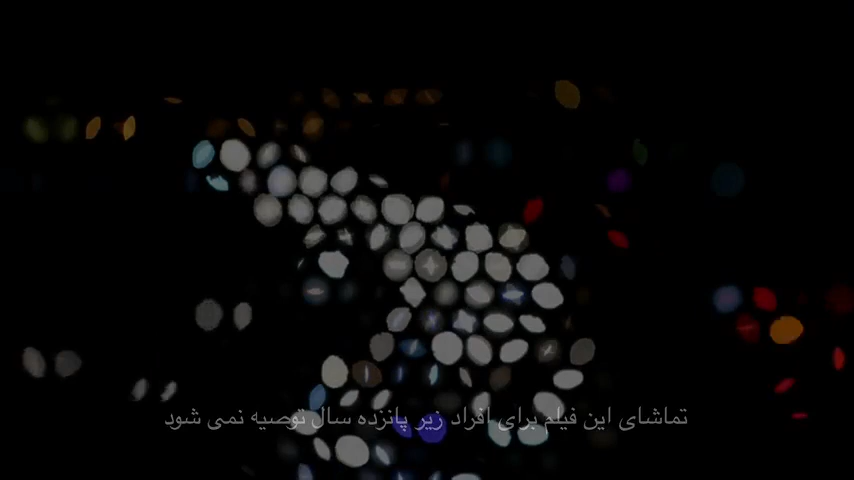 تماشای این فیلم برای افراد زیر پانزده سال توصیه نمی شود